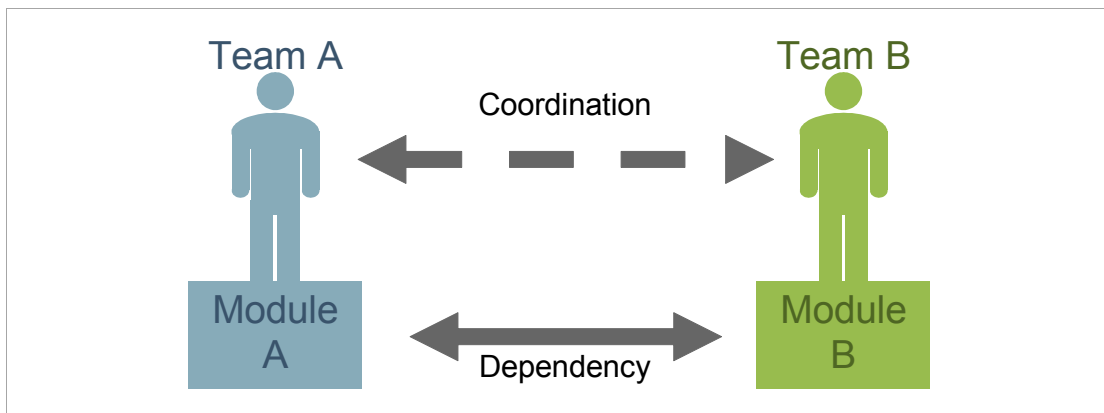 Team A
Team B
Coordination
Module
A
Module
B
Dependency